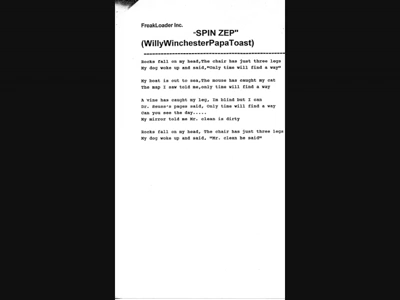 FreakLoader Inc.
-SPIN ZEP"
(WillyWinchesterPapaToast)
Books fall on my head,The chair has just three legs
My dog woke up and said,"Only time will find a way"
My boat is out to sea,The mouse has caught my cat
The map I saw told me,only time will find a way
A vine has caught my leg, Im blind but I can
Dr. Seuss's pages said, Only time will find a way
Can you see the day.....
My mirror told me Mr. clean is dirty
Books fall on my head, The chair has just three legs
My dog woke up and said, "Mr. clean he said"